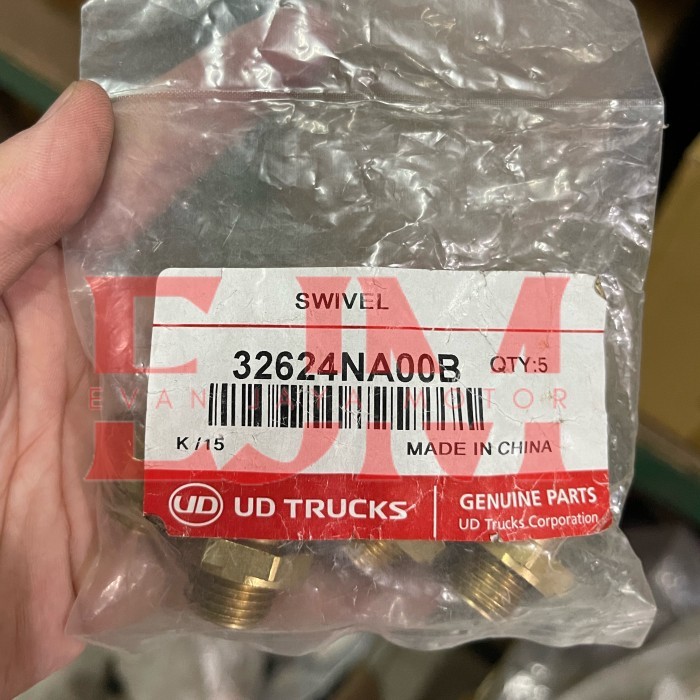 SWIVEL
32624NA00B QTY:5
EJM
EVAN JAYA MOTOR
K/15 MADE IN CHINA
UD UD TRUCKS GENUINE PARTS
UD Trucks Corporation